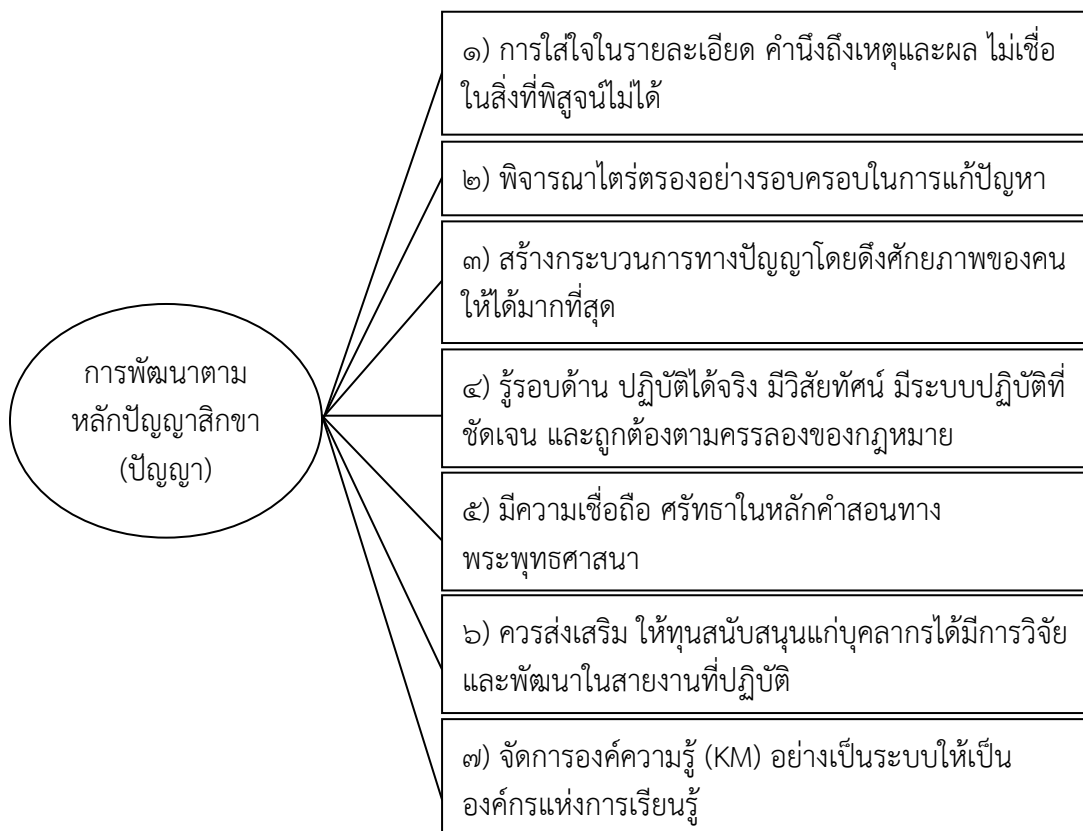 ๑) การใส่ใจในรายละเอียด คำนึงถึงเหตุและผล ไม่เชื่อ
ในสิ่งที่พิสูจน์ไม่ได้
๒) พิจารณาไตร่ตรองอย่างรอบครอบในการแก้ปัญหา
๓) สร้างกระบวนการทางปัญญาโดยดึงศักยภาพของคน
ให้ได้มากที่สุด
การพัฒนาตาม
หลักปัญญาสิกขา
(ปัญญา)
๔) รู้รอบด้าน ปฏิบัติได้จริง มีวิสัยทัศน์ มีระบบปฏิบัติที่
ชัดเจน และถูกต้องตามครรลองของกฎหมาย
๕) มีความเชื่อถือ ศรัทธาในหลักคำสอนทาง
พระพุทธศาสนา
๖) ควรส่งเสริม ให้ทุนสนับสนุนแก่บุคลากรได้มีการวิจัย
และพัฒนาในสายงานที่ปฏิบัติ
๗) จัดการองค์ความรู้ (KM) อย่างเป็นระบบให้เป็น
องค์กรแห่งการเรียนรู้